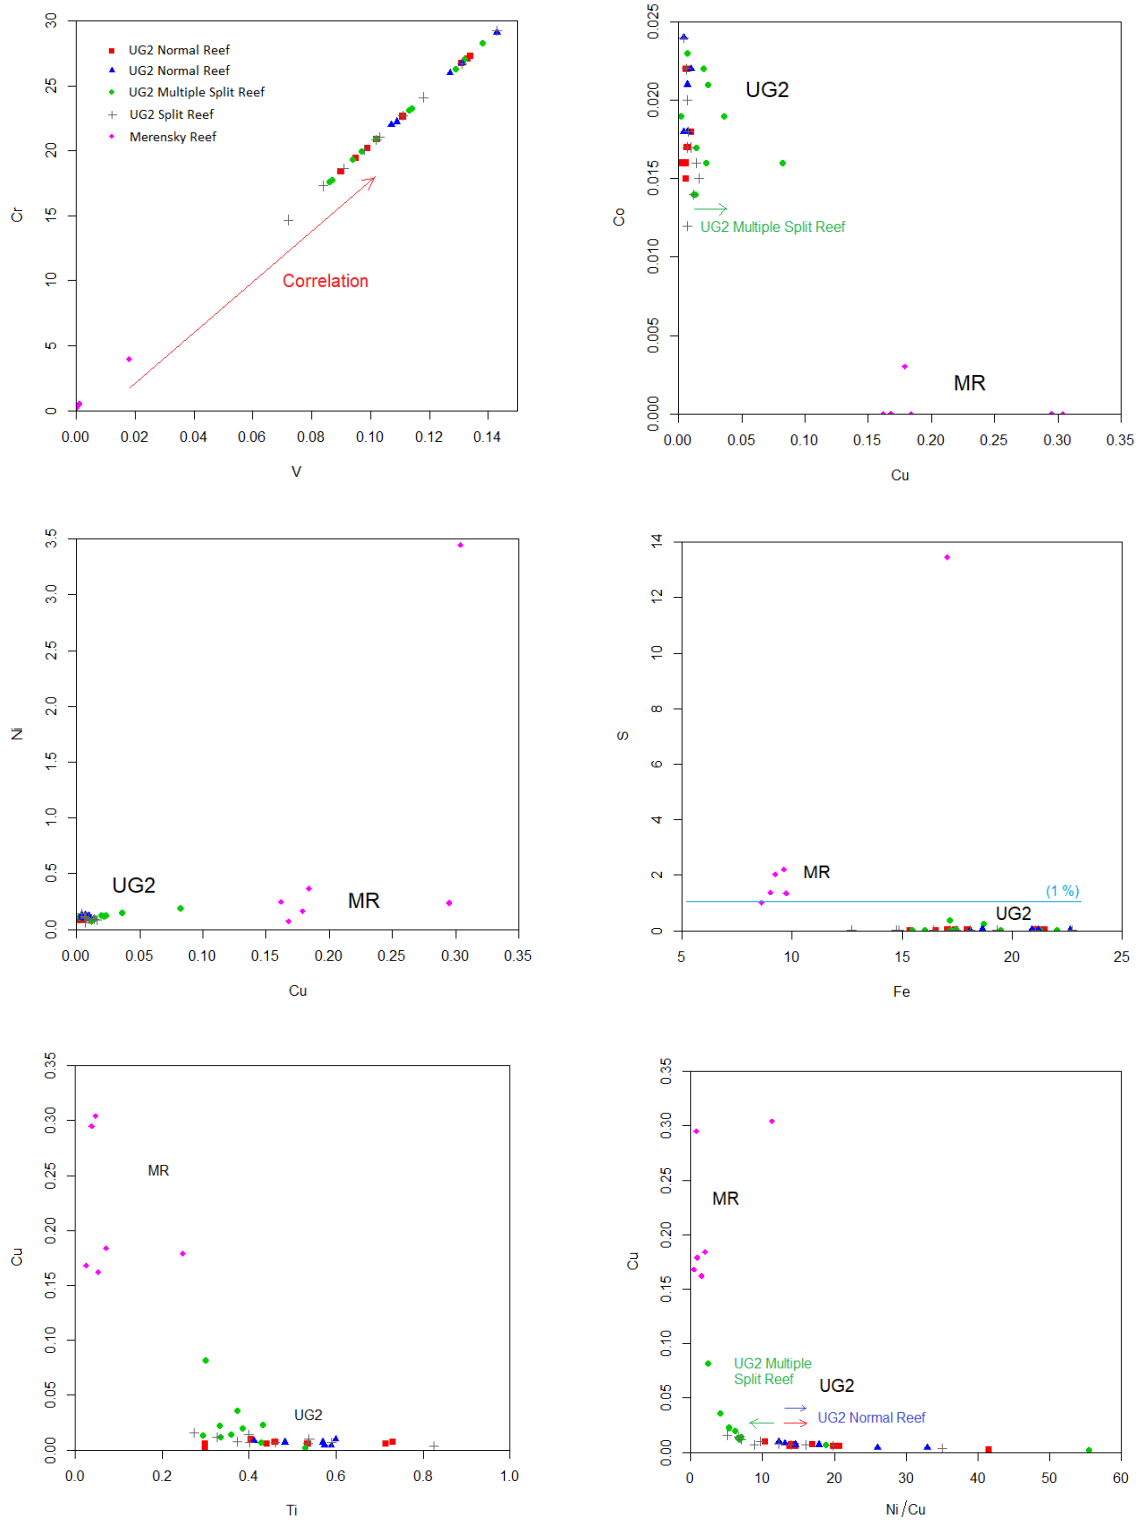 30
25
20
15
10
5
0
Cr
UG2 Normal Reef
UG2 Normal Reef
UG2 Multiple Split Reef
UG2 Split Reef
Merensky Reef
Correlation
0.00 0.02 0.04 0.06 0.08 0.10 0.12 0.14
V
0.025
0.020
0.015
0.010
0.005
0.000
Co
UG2
UG2 Multiple Split Reef
MR
0.00 0.05 0.10 0.15 0.20 0.25 0.30 0.35
Cu
3.5
3.0
2.5
2.0
1.5
1.0
0.5
0.0
Ni
UG2
MR
0.00 0.05 0.10 0.15 0.20 0.25 0.30 0.35
Cu
14
12
10
8
6
4
2
0
S
MR
(1 %)
UG2
5 10 15 20 25
Fe
0.35
0.30
0.25
0.20
0.15
0.10
0.05
0.00
Cu
MR
UG2
0.0 0.2 0.4 0.6 0.8 1.0
Ti
0.35
0.30
0.25
0.20
0.15
0.10
0.05
0.00
Cu
MR
UG2 Multiple
Split Reef
UG2
UG2 Normal Reef
0 10 20 30 40 50 60
Ni/Cu